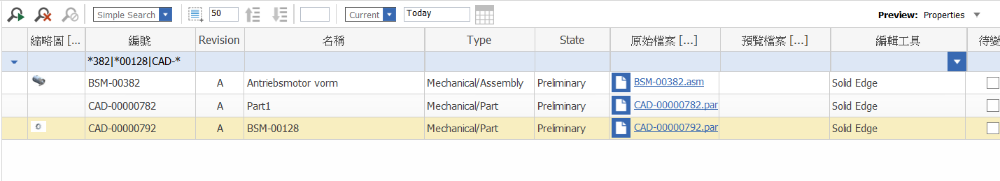 Simple Search 50 Current Today Preview: Properties
縮略圖 [...] 編號 Revision 名稱 Type State 原始檔案 [...] 預覽檔案 [...] 編輯工具 待變
*382|*00128|CAD-*
BSM-00382 A Antriebsmotor vorm Mechanical/Assembly Preliminary BSM-00382.asm Solid Edge
CAD-00000782 A Part1 Mechanical/Part Preliminary CAD-00000782.par Solid Edge
CAD-00000792 A BSM-00128 Mechanical/Part Preliminary CAD-00000792.par Solid Edge